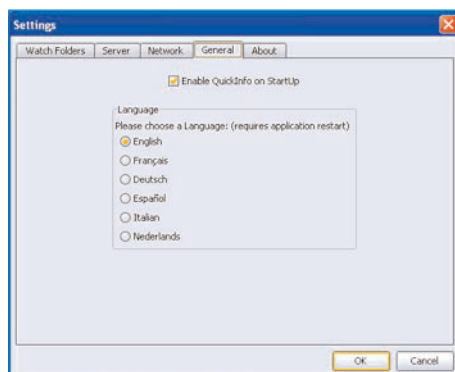 Settings
Watch Folders Server Network General About
Enable QuickInfo on StartUp
Language
Please choose a Language: (requires application restart)
English
Français
Deutsch
Español
Italian
Nederlands
OK Cancel